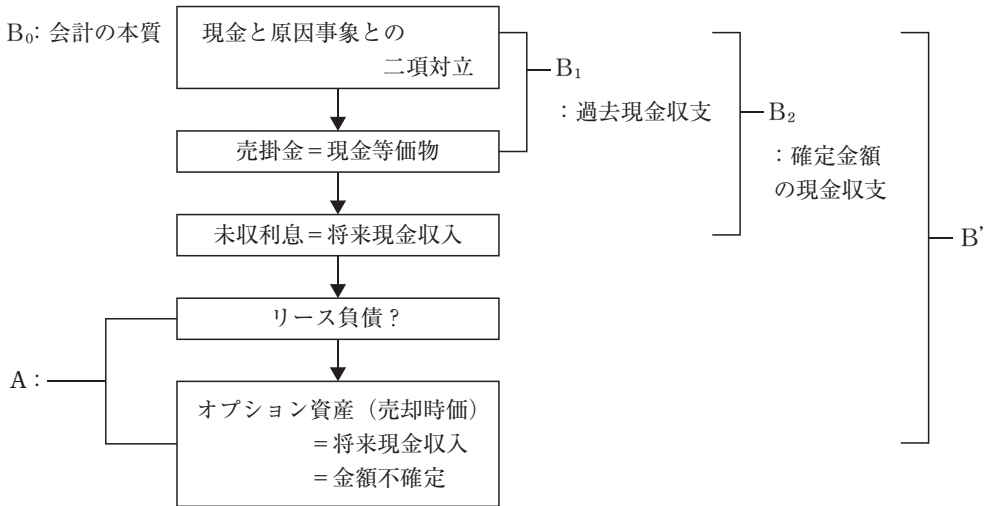 B₀: 会計の本質
現金と原因事象との
二項対立
B₁
：過去現金収支
B₂
：確定金額
の現金収支
売掛金＝現金等価物
未収利息＝将来現金収入
B’
リース負債？
A：
オプション資産（売却時価）
＝将来現金収入
＝金額不確定